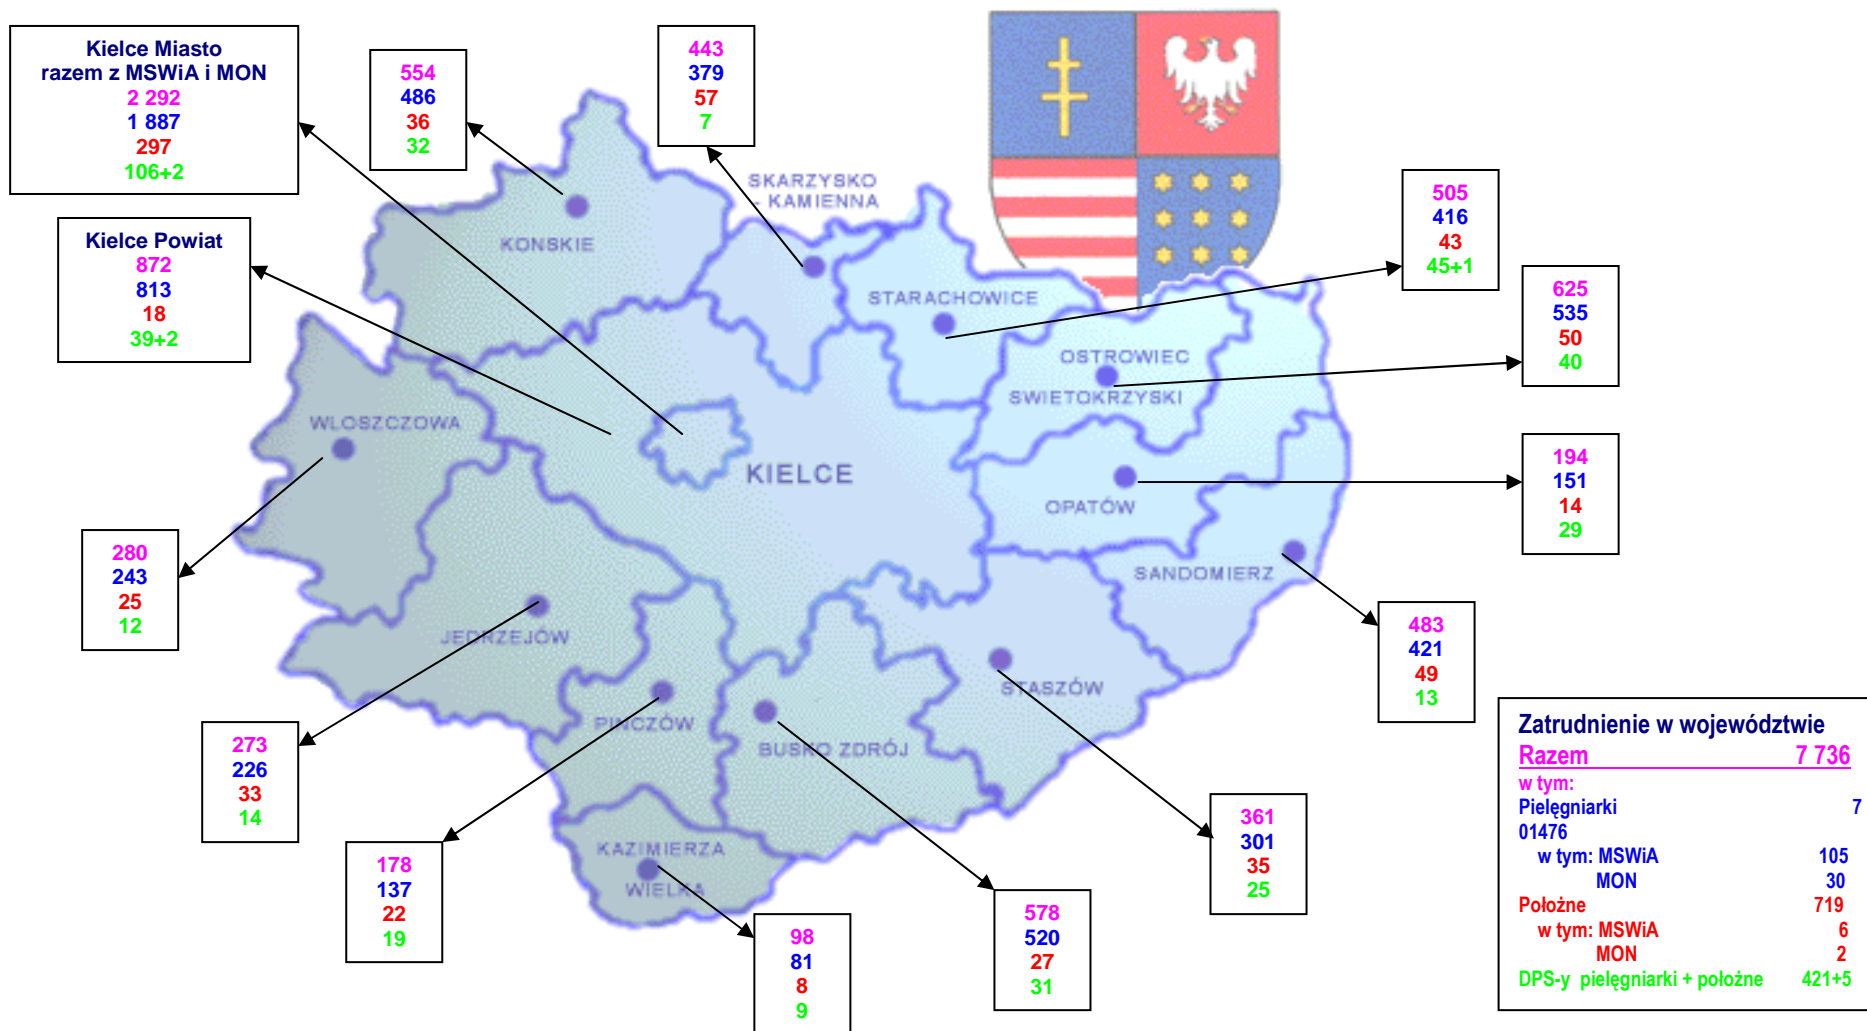 Kielce Miasto
razem z MSWiA i MON
2 292
1 887
297
106+2
554
486
36
32
443
379
57
7
Kielce Powiat
872
813
18
39+2
505
416
43
45+1
625
535
50
40
194
151
14
29
280
243
25
12
483
421
49
13
273
226
33
14
178
137
22
19
98
81
8
9
578
520
27
31
361
301
35
25
SKARZYSKO
- KAMIENNA
KONSKIE
STARACHOWICE
OSTROWIEC
SWIETOKRZYSKI
WLOSZCZOWA
KIELCE
OPATÓW
SANDOMIERZ
JEDRZEJÓW
STASZÓW
PINCZÓW
BUSKO ZDRÓJ
KAZIMIERZA
WIELKA
Zatrudnienie w województwie
Razem 7 736
w tym:
Pielęgniarki 7
01476
w tym: MSWiA 105
MON 30
Położne 719
w tym: MSWiA 6
MON 2
DPS-y pielęgniarki + położne 421+5